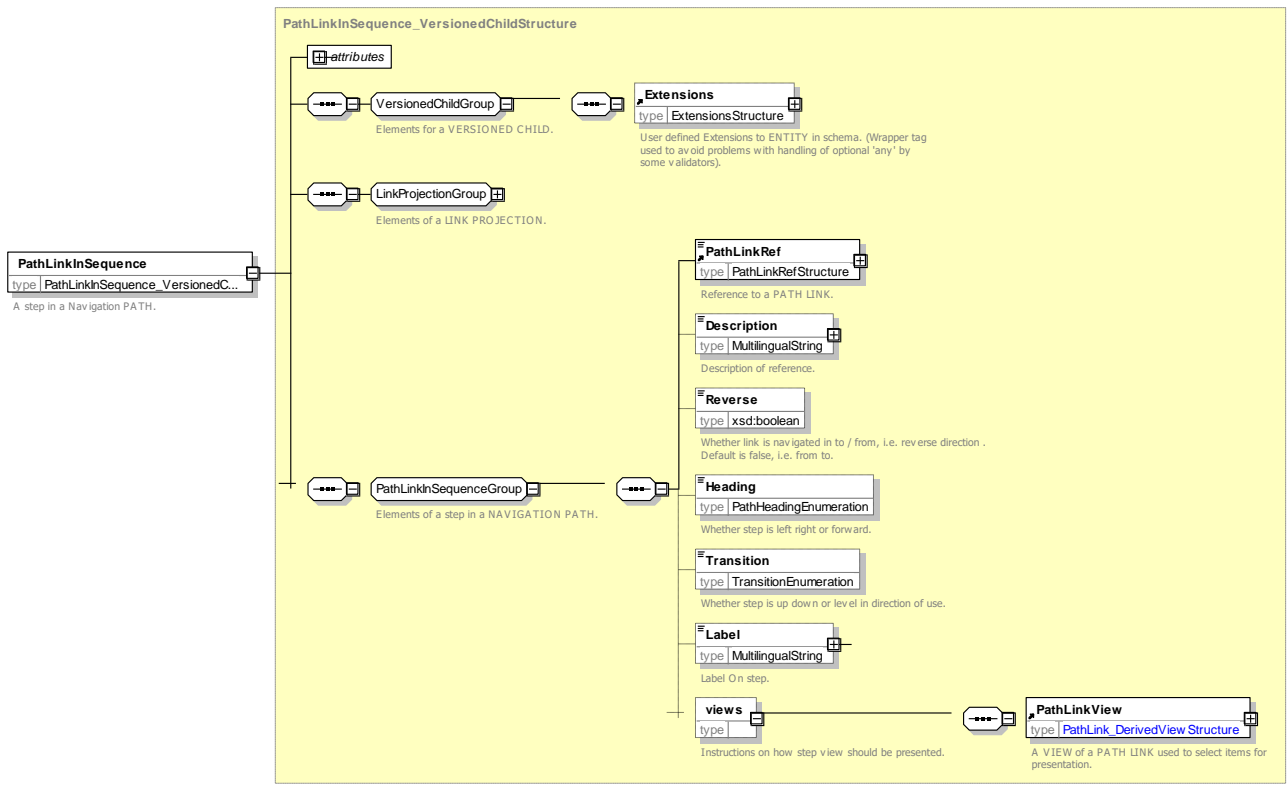 PathLinkInSequence_VersionedChildStructure
attributes
VersionedChildGroup
Elements for a VERSIONED CHILD.
Extensions
type ExtensionsStructure
User defined Extensions to ENTITY in schema. (Wrapper tag
used to avoid problems with handling of optional 'any' by
some validators).
LinkProjectionGroup
Elements of a LINK PROJECTION.
PathLinkInSequence
type PathLinkInSequence_VersionedC...
A step in a Navigation PATH.
PathLinkInSequenceGroup
Elements of a step in a NAVIGATION PATH.
PathLinkRef
type PathLinkRefStructure
Reference to a PATH LINK.
Description
type MultilingualString
Description of reference.
Reverse
type xsd:boolean
Whether link is navigated in to / from, i.e. reverse direction .
Default is false, i.e. from to.
Heading
type PathHeadingEnumeration
Whether step is left right or forward.
Transition
type TransitionEnumeration
Whether step is up down or level in direction of use.
Label
type MultilingualString
Label On step.
views
type
Instructions on how step view should be presented.
PathLinkView
type PathLink_DerivedViewStructure
A VIEW of a PATH LINK used to select items for
presentation.